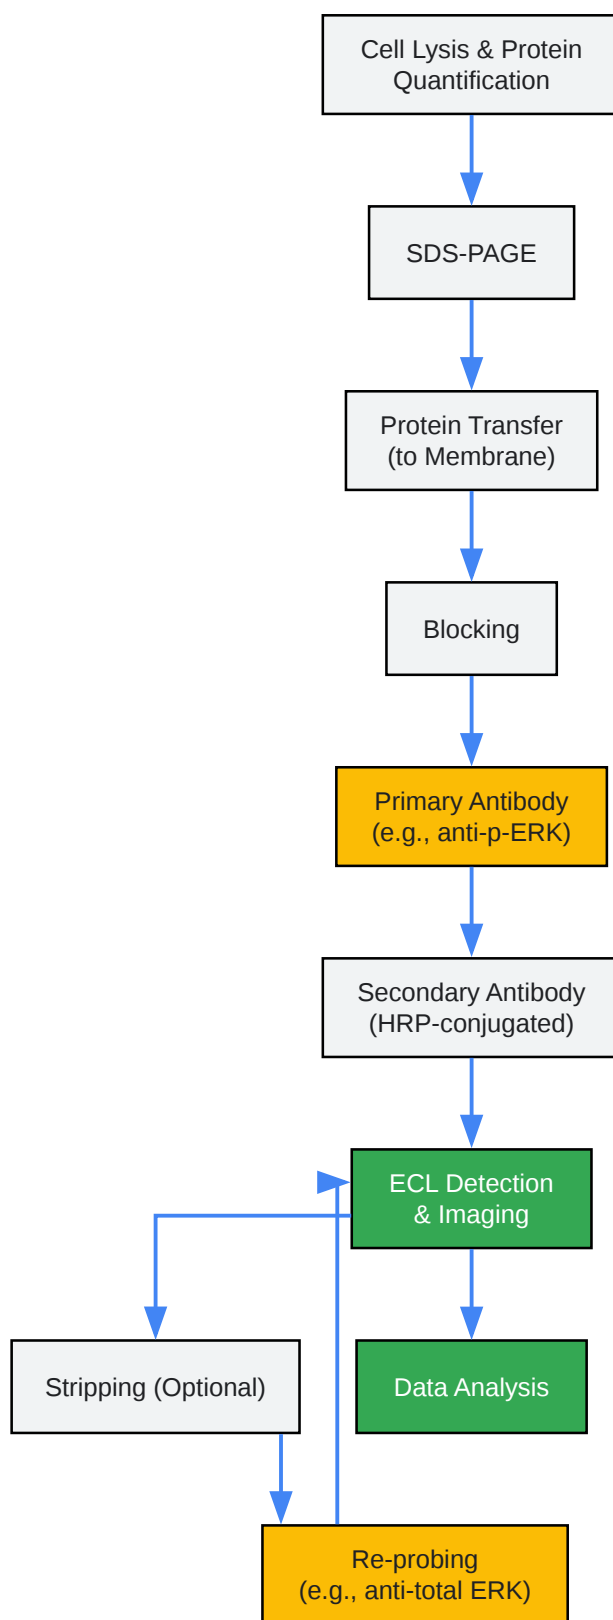 Cell Lysis & Protein
Quantification
SDS-PAGE
Protein Transfer
(to Membrane)
Blocking
Primary Antibody
(e.g., anti-p-ERK)
Secondary Antibody
(HRP-conjugated)
ECL Detection
& Imaging
Stripping (Optional)
Data Analysis
Re-probing
(e.g., anti-total ERK)